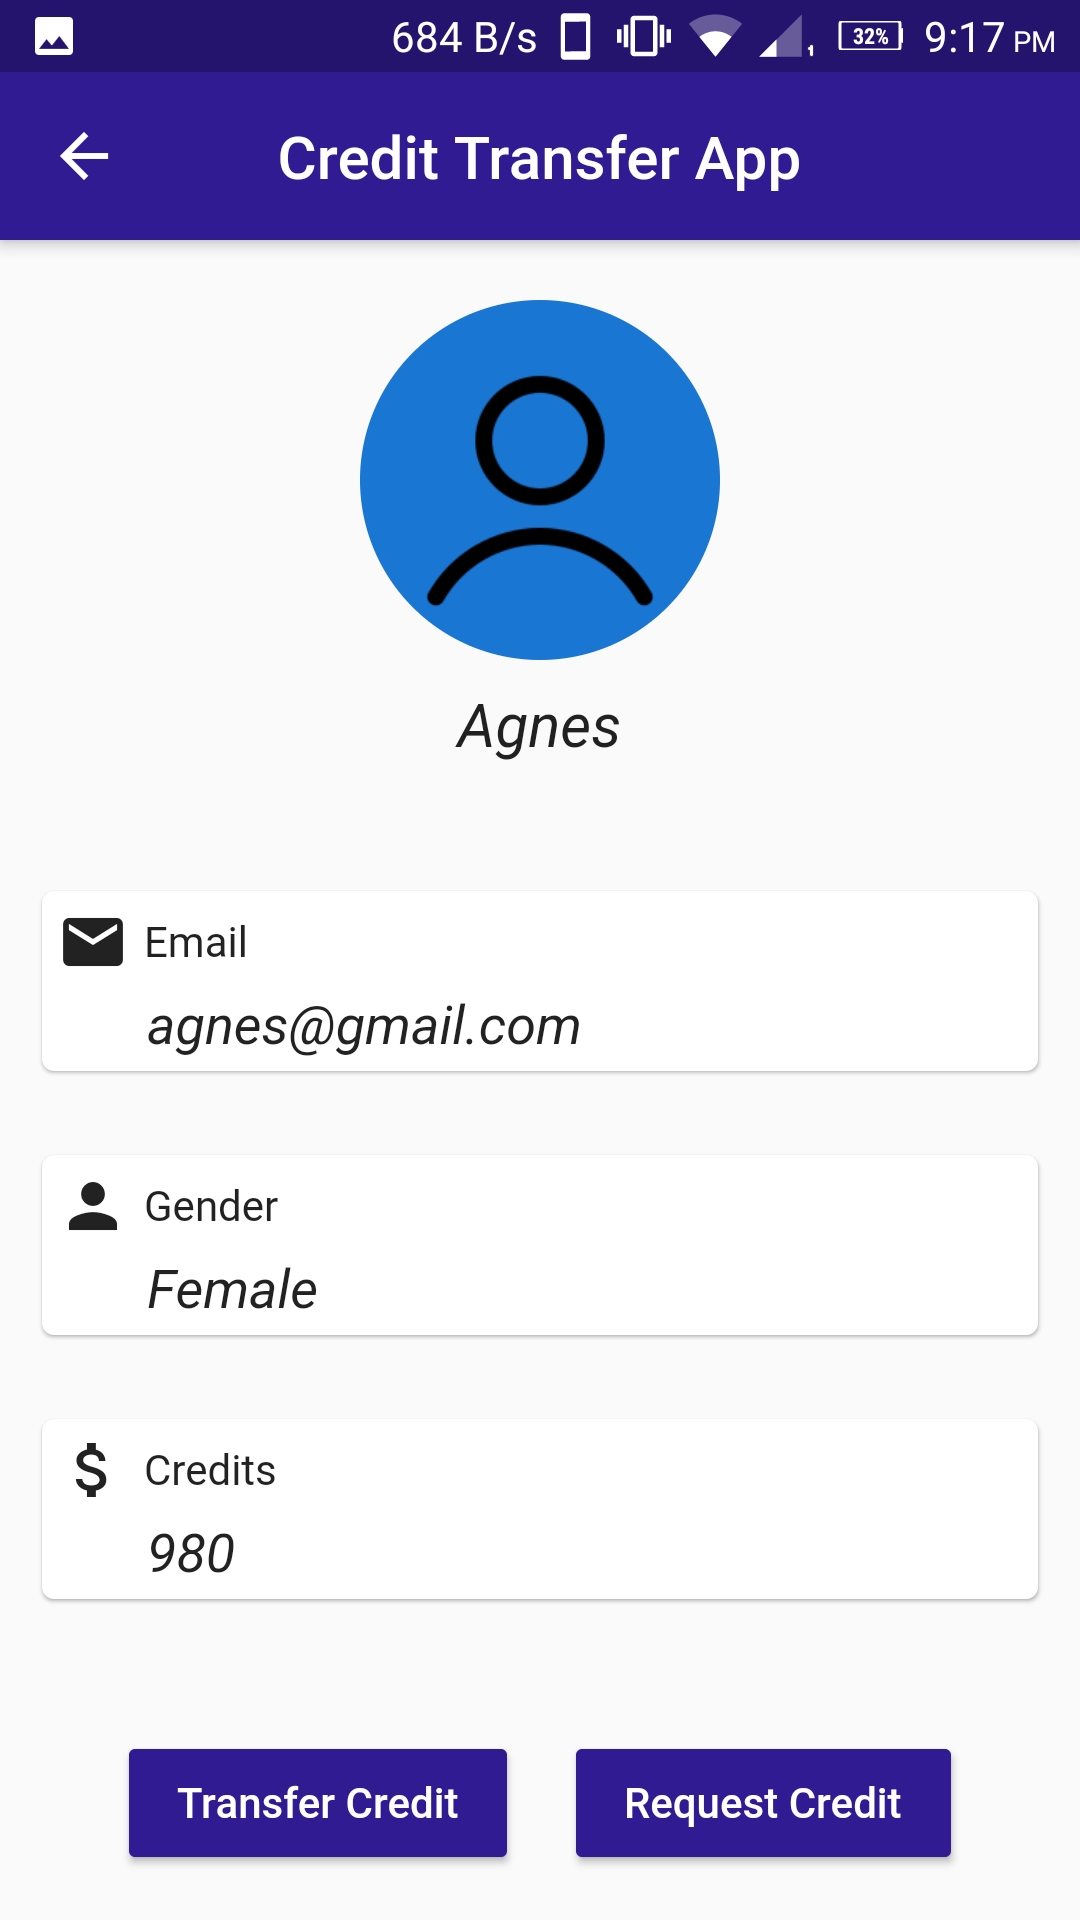 684 B/s 32% 9:17 PM
Credit Transfer App
Agnes
Email
agnes@gmail.com
Gender
Female
Credits
980
Transfer Credit Request Credit